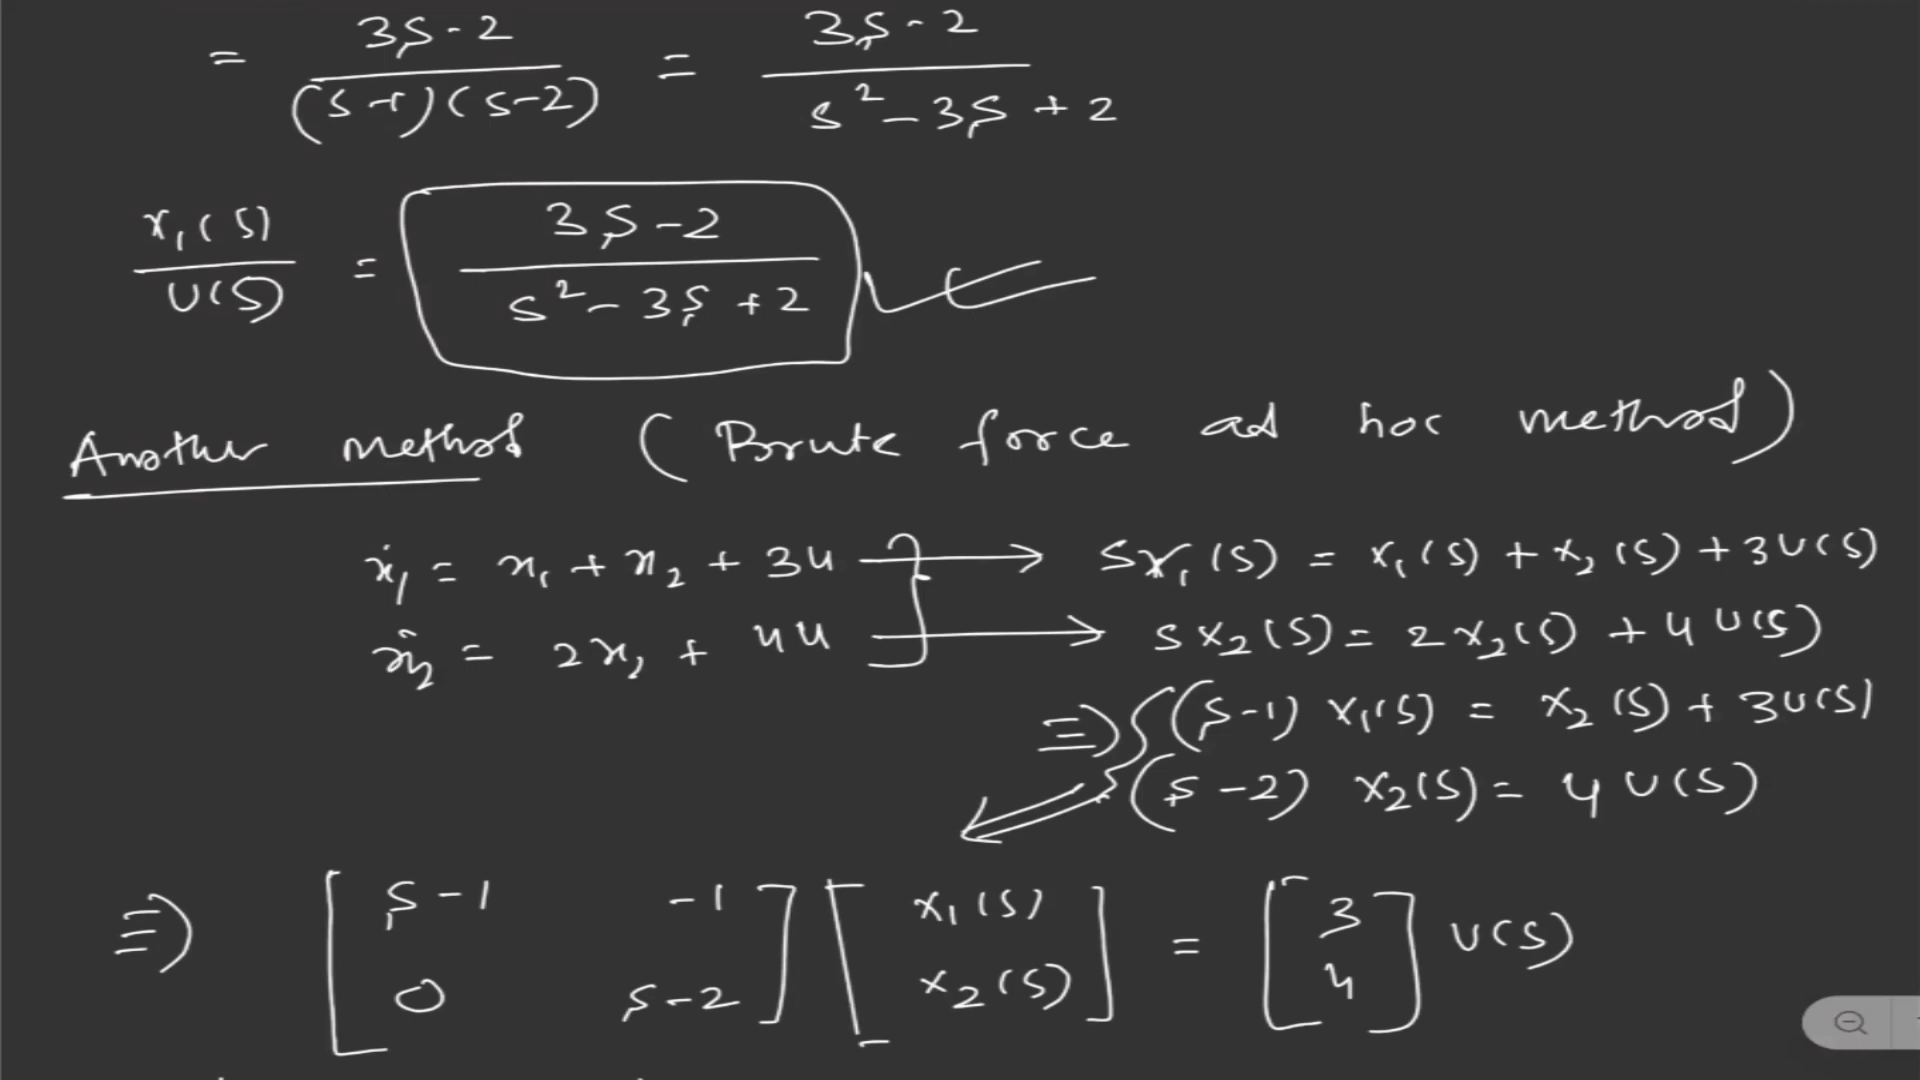 = (3s-2)/((s-1)(s-2)) = (3s-2)/(s² - 3s + 2)
x₁(s)/U(s) = (3s-2)/(s² - 3s + 2)
Another method (Brute force ad hoc method)
ẋ₁ = x₁ + x₂ + 3u → sx₁(s) = x₁(s) + x₂(s) + 3U(s)
ẋ₂ = 2x₂ + 4u → sx₂(s) = 2x₂(s) + 4U(s)
⇒ { (s-1) x₁(s) = x₂(s) + 3U(s)
(s-2) x₂(s) = 4U(s)
⇒ [s-1 -1; 0 s-2] [x₁(s); x₂(s)] = [3; 4] U(s)